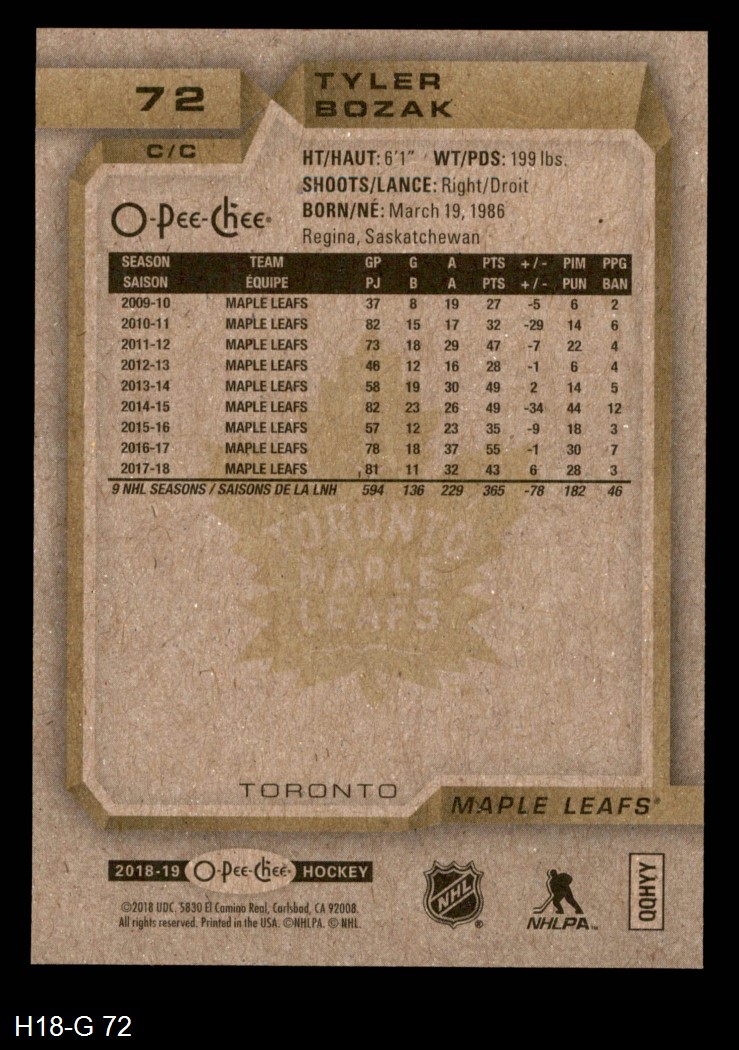 72
TYLER
BOZAK
C/C
HT/HAUT: 6'1" WT/PDS: 199 lbs.
SHOOTS/LANCE: Right/Droit
BORN/NÉ: March 19, 1986
Regina, Saskatchewan
O-Pee-Chee®
SEASON TEAM GP G A PTS +/- PIM PPG
SAISON ÉQUIPE PJ B A PTS +/- PUN BAN
2009-10 MAPLE LEAFS 37 8 19 27 -5 6 2
2010-11 MAPLE LEAFS 82 15 17 32 -29 14 6
2011-12 MAPLE LEAFS 73 18 29 47 -7 22 4
2012-13 MAPLE LEAFS 46 12 16 28 -1 6 4
2013-14 MAPLE LEAFS 58 19 30 49 2 14 5
2014-15 MAPLE LEAFS 82 23 26 49 -34 44 12
2015-16 MAPLE LEAFS 57 12 23 35 -9 18 3
2016-17 MAPLE LEAFS 78 18 37 55 -1 30 7
2017-18 MAPLE LEAFS 81 11 32 43 6 28 3
9 NHL SEASONS / SAISONS DE LA LNH 594 136 229 365 -78 182 46
TORONTO
MAPLE
LEAFS
TORONTO
MAPLE LEAFS®
2018-19 O-Pee-Chee® HOCKEY
©2018 UDC. 5830 El Camino Real, Carlsbad, CA 92008.
All rights reserved. Printed in the USA. ©NHLPA. © NHL.
NHL®
NHLPA™
QQHYY
H18-G 72